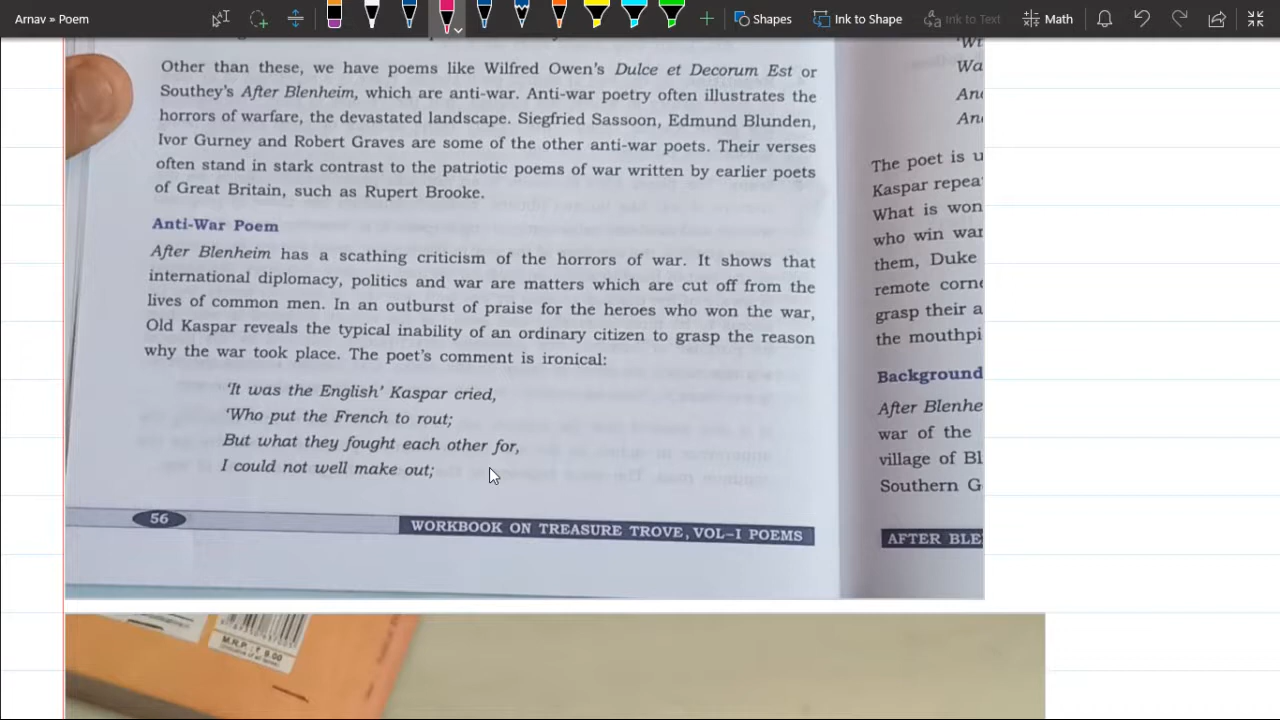 Arnav » Poem
Shapes
Ink to Shape
Ink to Text
Math
Other than these, we have poems like Wilfred Owen's Dulce et Decorum Est or
Southey's After Blenheim, which are anti-war. Anti-war poetry often illustrates the
horrors of warfare, the devastated landscape. Siegfried Sassoon, Edmund Blunden,
Ivor Gurney and Robert Graves are some of the other anti-war poets. Their verses
often stand in stark contrast to the patriotic poems of war written by earlier poets
of Great Britain, such as Rupert Brooke.
Anti-War Poem
After Blenheim has a scathing criticism of the horrors of war. It shows that
international diplomacy, politics and war are matters which are cut off from the
lives of common men. In an outburst of praise for the heroes who won the war,
Old Kaspar reveals the typical inability of an ordinary citizen to grasp the reason
why the war took place. The poet's comment is ironical:
'It was the English' Kaspar cried,
'Who put the French to rout;
But what they fought each other for,
I could not well make out;
56
WORKBOOK ON TREASURE TROVE, VOL-I POEMS
Wa
An
An
The poet is u
Kaspar repea
What is won
who win war
them, Duke
remote corn
grasp their a
the mouthpi
Background
After Blenhe
war of the
village of Bl
Southern G
AFTER BLE
M.R.P. : ₹ 9.00